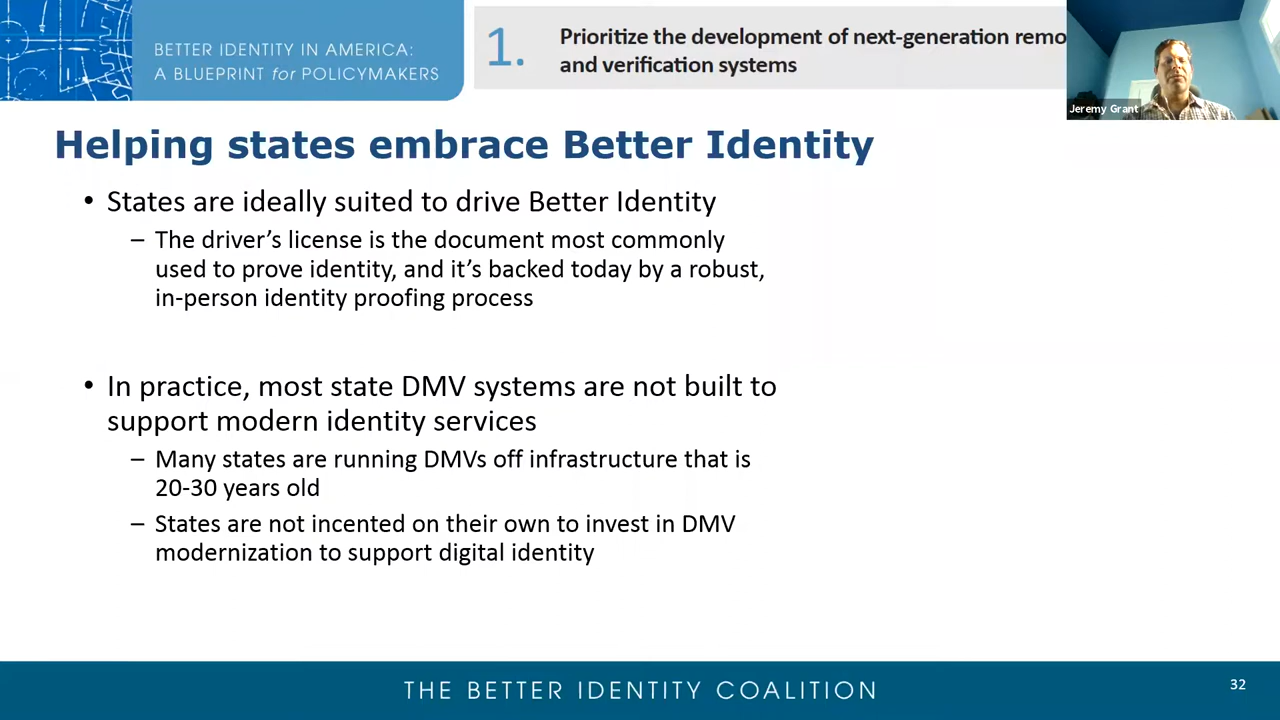 BETTER IDENTITY IN AMERICA:
A BLUEPRINT for POLICYMAKERS
1.
Prioritize the development of next-generation remo
and verification systems
Jeremy Grant
Helping states embrace Better Identity
• States are ideally suited to drive Better Identity
– The driver’s license is the document most commonly
used to prove identity, and it’s backed today by a robust,
in-person identity proofing process
• In practice, most state DMV systems are not built to
support modern identity services
– Many states are running DMVs off infrastructure that is
20-30 years old
– States are not incented on their own to invest in DMV
modernization to support digital identity
THE BETTER IDENTITY COALITION
32